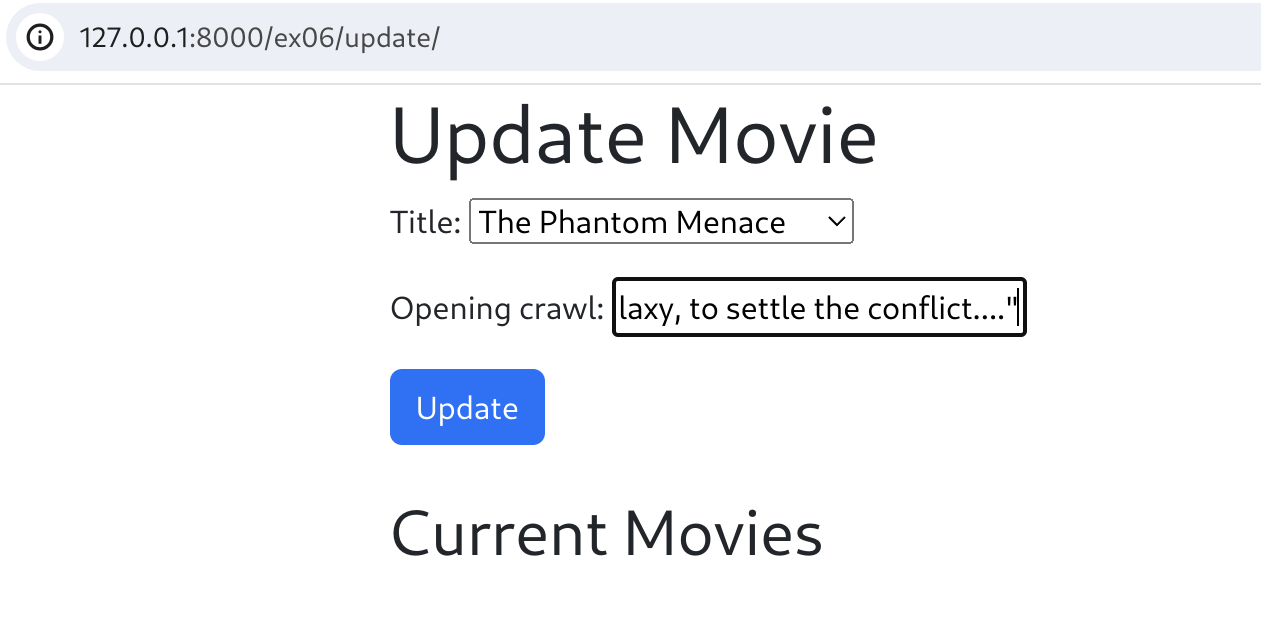 127.0.0.1:8000/ex06/update/
Update Movie
Title: The Phantom Menace
Opening crawl: laxy, to settle the conflict...."
Update
Current Movies